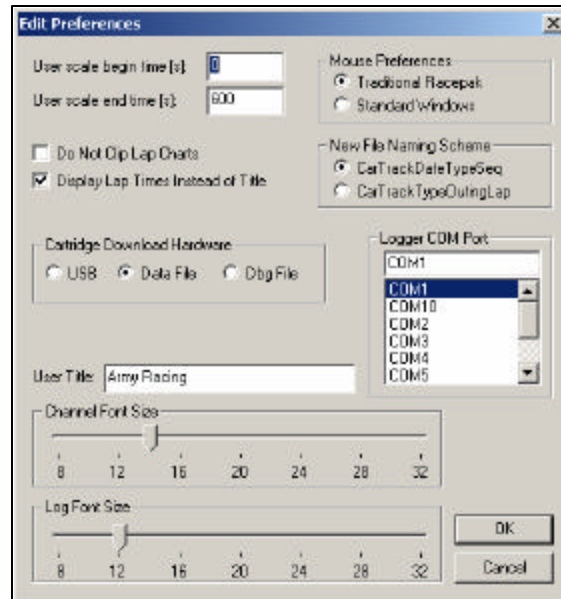 Edit Preferences
User scale begin time [s]: 0
User scale end time [s]: 600
Mouse Preferences
Traditional Racepak
Standard Windows
Do Not Clip Lap Charts
Display Lap Times Instead of Title
New File Naming Scheme
CarTrackDateTypeSeq
CarTrackTypeOutingLap
Cartridge Download Hardware
USB Data File Dbg File
Logger COM Port
COM1
COM1
COM10
COM2
COM3
COM4
COM5
User Title: Army Racing
Channel Font Size
8 12 16 20 24 28 32
Log Font Size
8 12 16 20 24 28 32
OK
Cancel